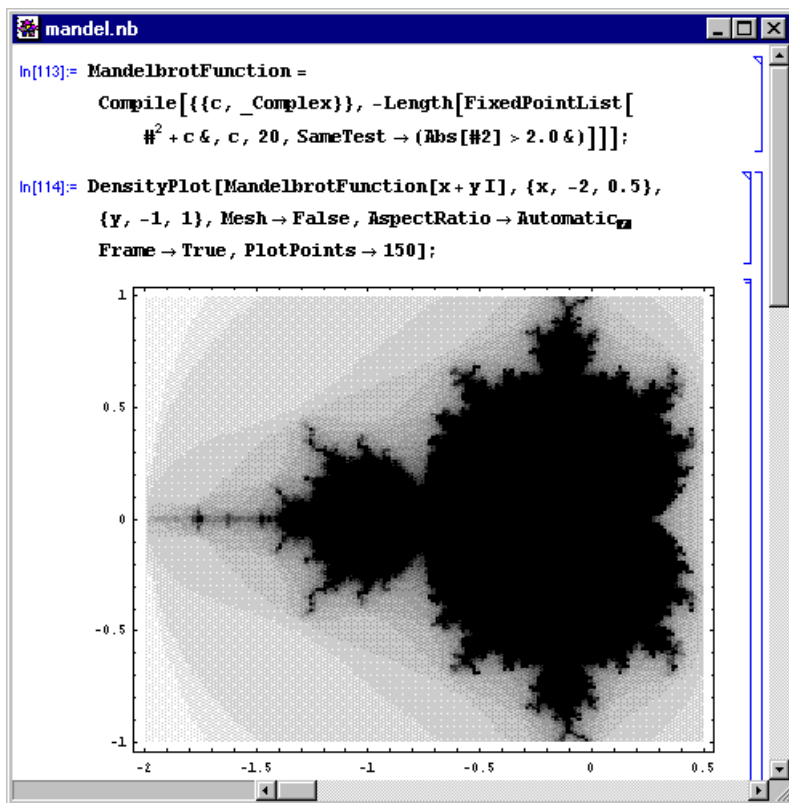 mandel.nb
In[113]:= MandelbrotFunction =
Compile[{{c, _Complex}}, -Length[FixedPointList[
#² + c &, c, 20, SameTest → (Abs[#2] > 2.0 &)]]];
In[114]:= DensityPlot[MandelbrotFunction[x + y I], {x, -2, 0.5},
{y, -1, 1}, Mesh → False, AspectRatio → Automatic,
Frame → True, PlotPoints → 150];
1
0.5
0
-0.5
-1
-2 -1.5 -1 -0.5 0 0.5